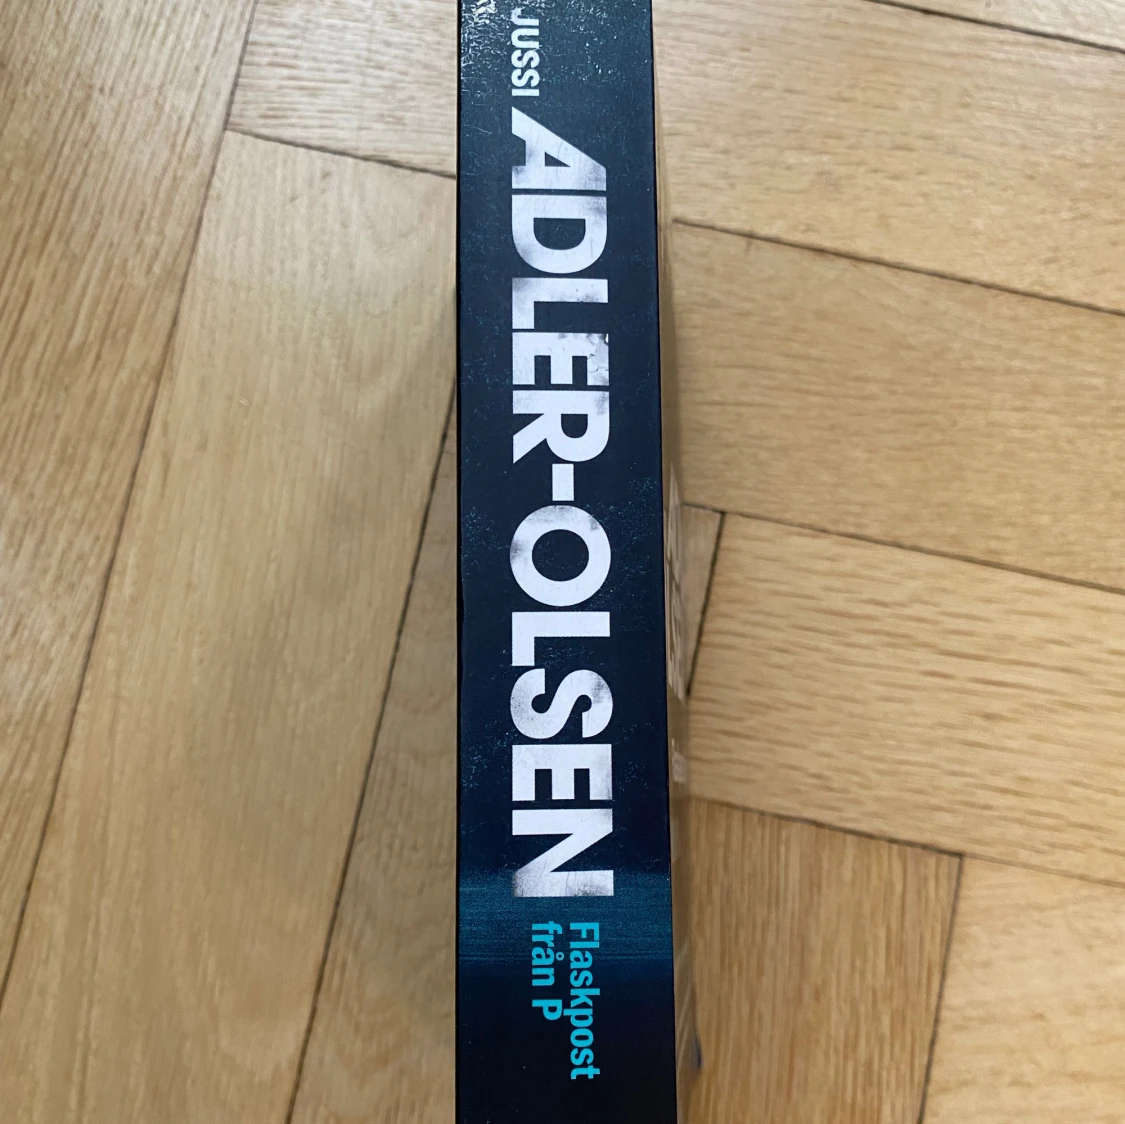 JUSSI
ADLER-OLSEN
Flaskpost
från P